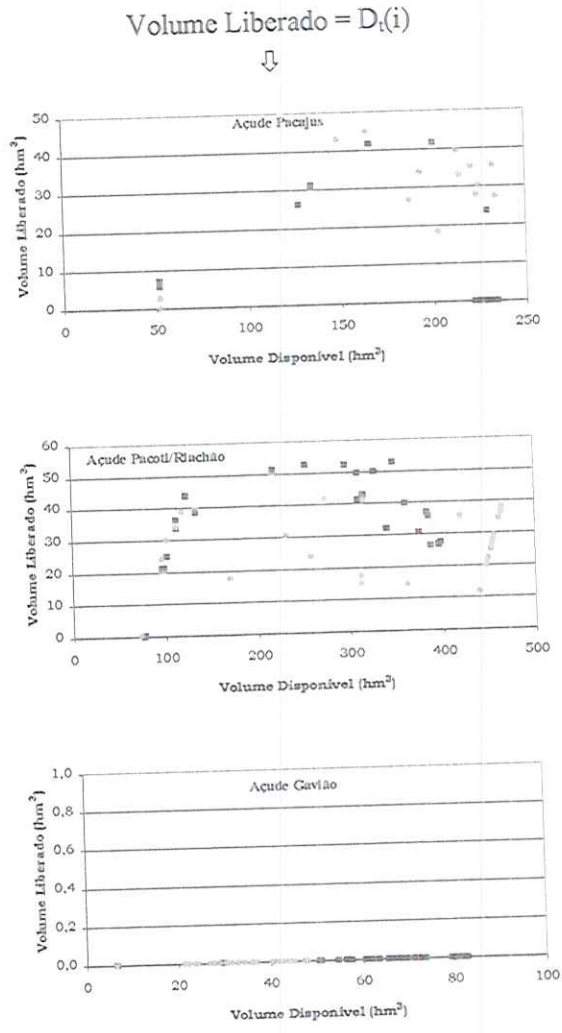 Volume Liberado = Dₜ(i)
Açude Pacajus
Volume Liberado (hm³)
50
40
30
20
10
0
0 50 100 150 200 250
Volume Disponível (hm³)
Açude Pacoti/Riachão
Volume Liberado (hm³)
60
50
40
30
20
10
0
0 100 200 300 400 500
Volume Disponível (hm³)
Açude Gavião
Volume Liberado (hm³)
1,0
0,8
0,6
0,4
0,2
0,0
0 20 40 60 80 100
Volume Disponível (hm³)